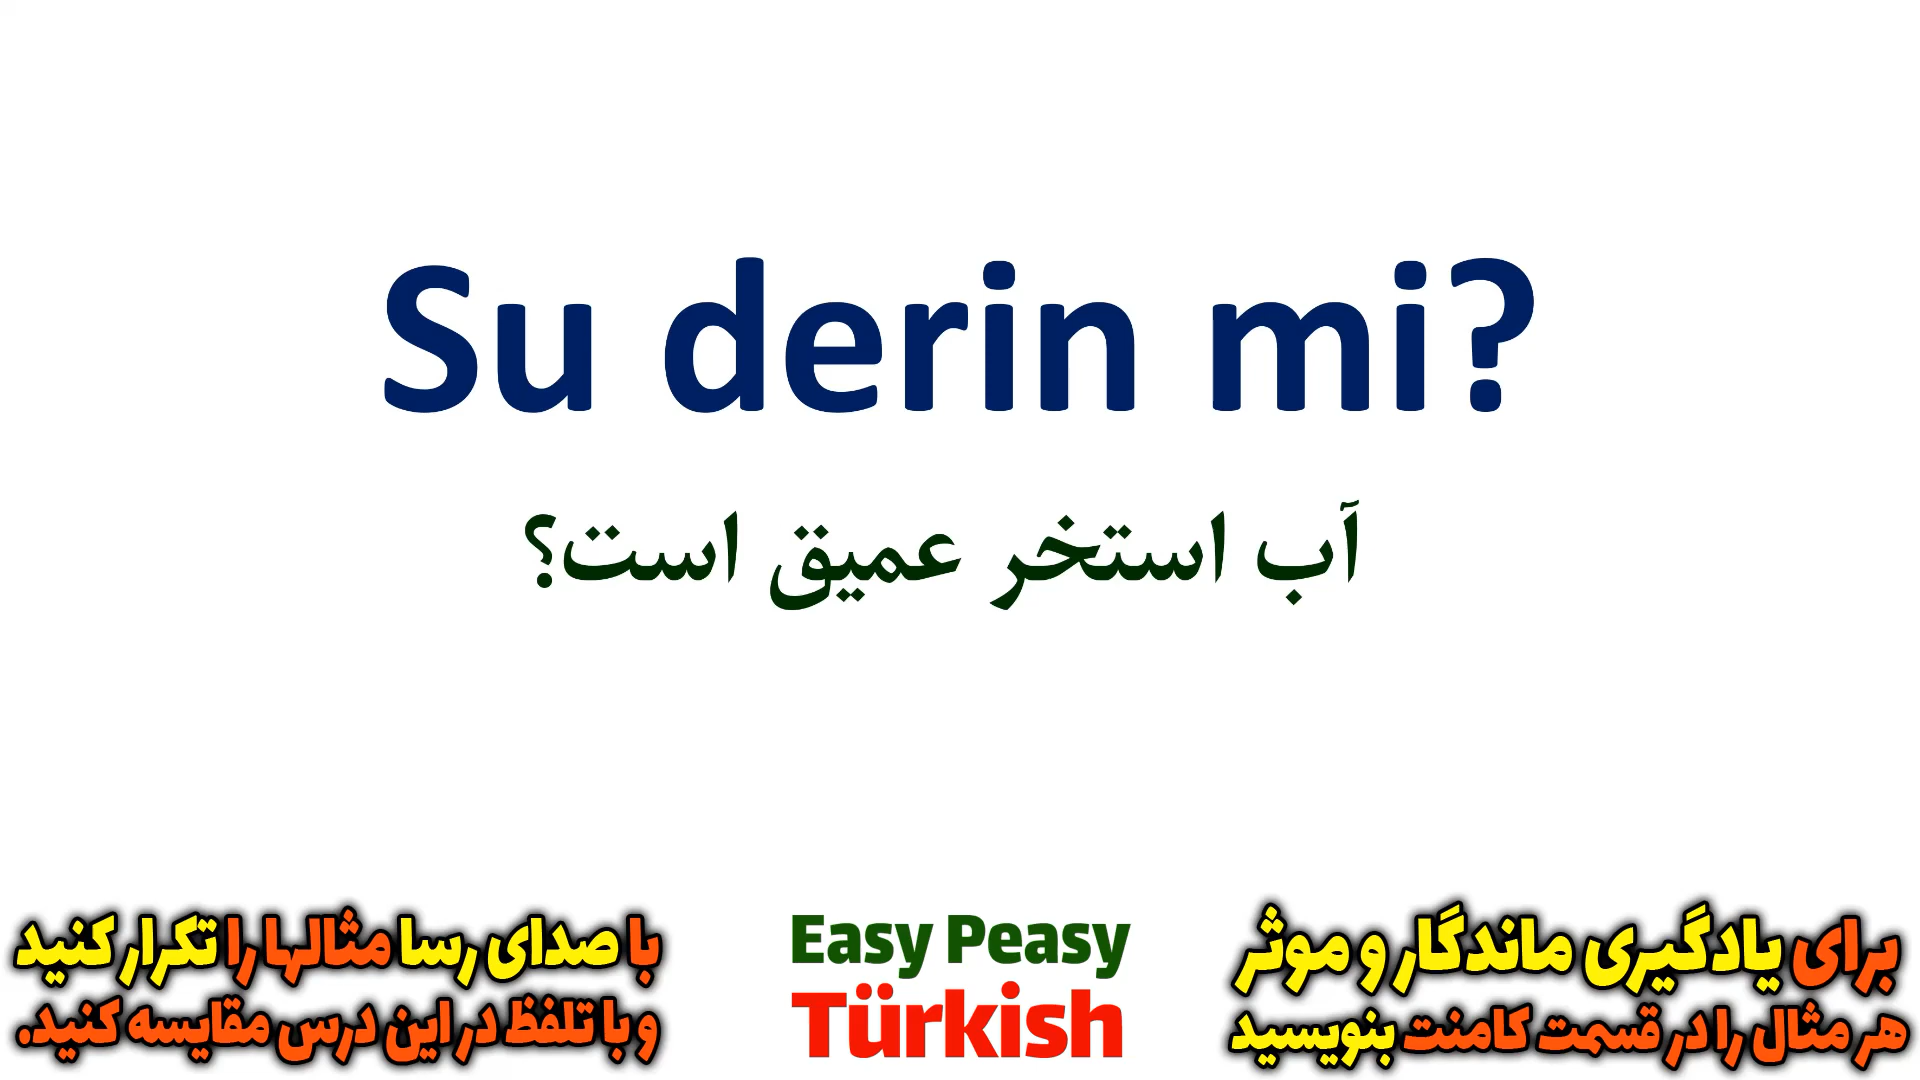 Su derin mi?
آب استخر عمیق است؟
برای یادگیری ماندگار و موثر
هر مثال را در قسمت کامنت بنویسید
Easy Peasy
Türkish
با صدای رسا مثالها را تکرار کنید
و با تلفظ در این درس مقایسه کنید.